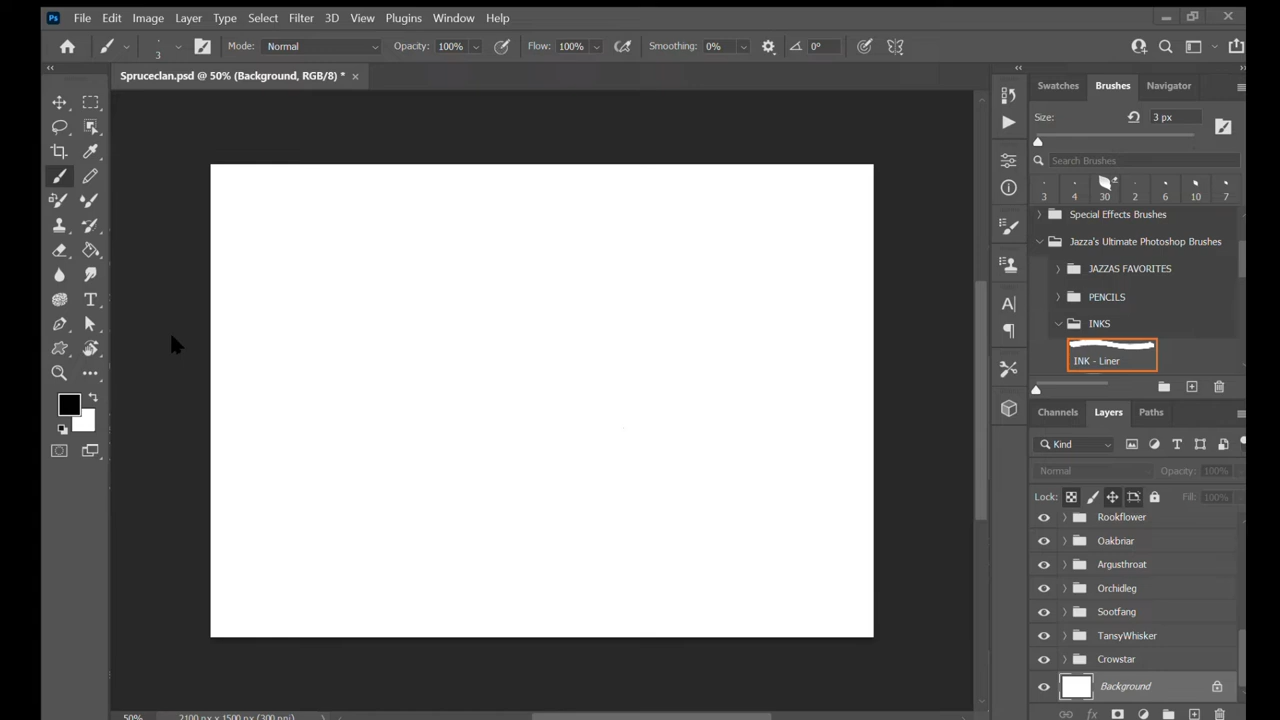 Ps File Edit Image Layer Type Select Filter 3D View Plugins Window Help
3 Mode: Normal Opacity: 100% Flow: 100% Smoothing: 0% 0°
Spruceclan.psd @ 50% (Background, RGB/8) *
Swatches Brushes Navigator
Size: 3 px
Search Brushes
3 4 30 2 6 10 7
Special Effects Brushes
Jazza's Ultimate Photoshop Brushes
JAZZAS FAVORITES
PENCILS
INKS
INK - Liner
Channels Layers Paths
Kind
Normal Opacity: 100%
Lock: Fill: 100%
Rookflower
Oakbriar
Argusthroat
Orchidleg
Sootfang
TansyWhisker
Crowstar
Background
50% 2100 px x 1500 px (300 ppi)